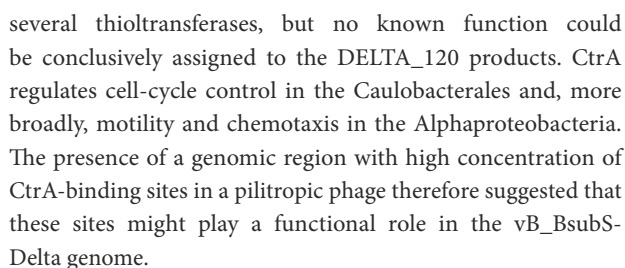 several thioltransferases, but no known function could
be conclusively assigned to the DELTA_120 products. CtrA
regulates cell-cycle control in the Caulobacterales and, more
broadly, motility and chemotaxis in the Alphaproteobacteria.
The presence of a genomic region with high concentration of
CtrA-binding sites in a pilitropic phage therefore suggested that
these sites might play a functional role in the vB_BsubS-
Delta genome.